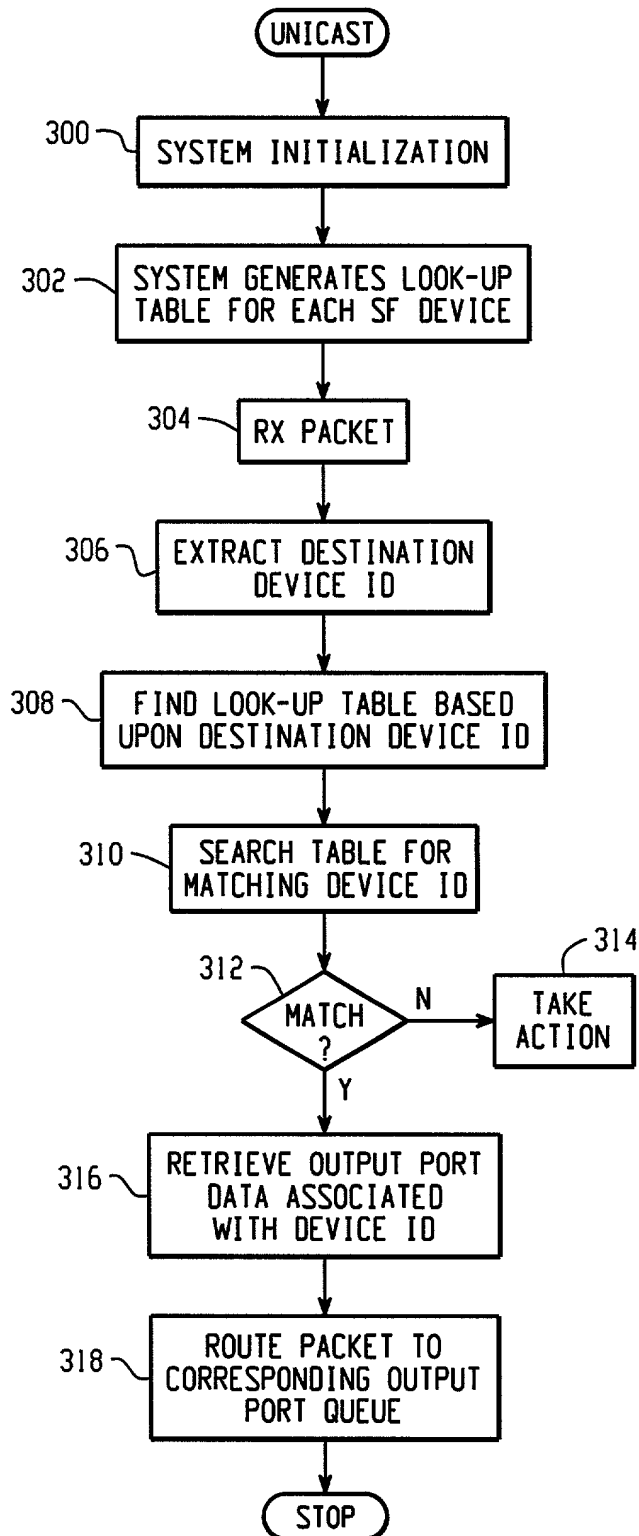 UNICAST
300
SYSTEM INITIALIZATION
302
SYSTEM GENERATES LOOK-UP
TABLE FOR EACH SF DEVICE
304
RX PACKET
306
EXTRACT DESTINATION
DEVICE ID
308
FIND LOOK-UP TABLE BASED
UPON DESTINATION DEVICE ID
310
SEARCH TABLE FOR
MATCHING DEVICE ID
312
MATCH
?
N
314
TAKE
ACTION
Y
316
RETRIEVE OUTPUT PORT
DATA ASSOCIATED
WITH DEVICE ID
318
ROUTE PACKET TO
CORRESPONDING OUTPUT
PORT QUEUE
STOP